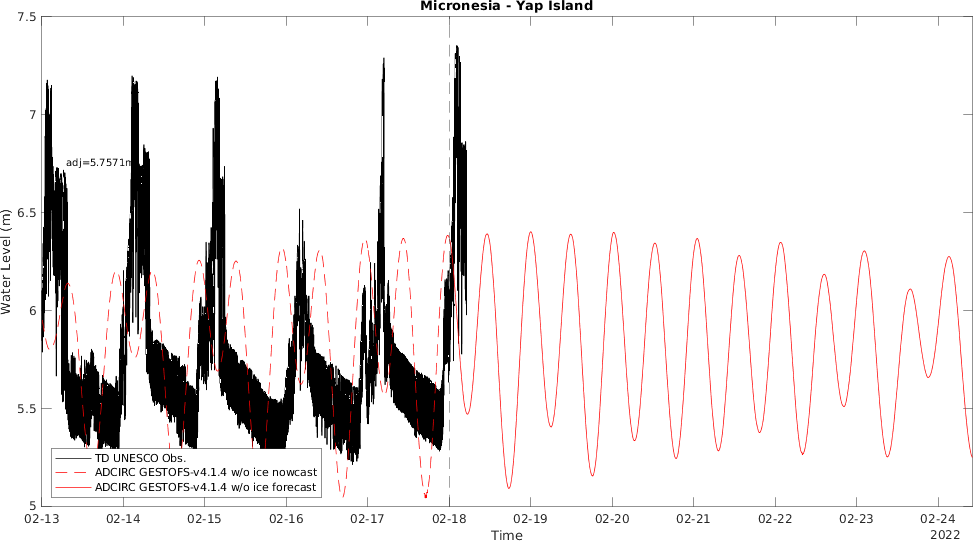 Micronesia - Yap Island
7.5
7
adj=5.7571m
6.5
Water Level (m)
6
5.5
TD UNESCO Obs.
ADCIRC GESTOFS-v4.1.4 w/o ice nowcast
ADCIRC GESTOFS-v4.1.4 w/o ice forecast
5
02-13 02-14 02-15 02-16 02-17 02-18 02-19 02-20 02-21 02-22 02-23 02-24
Time 2022